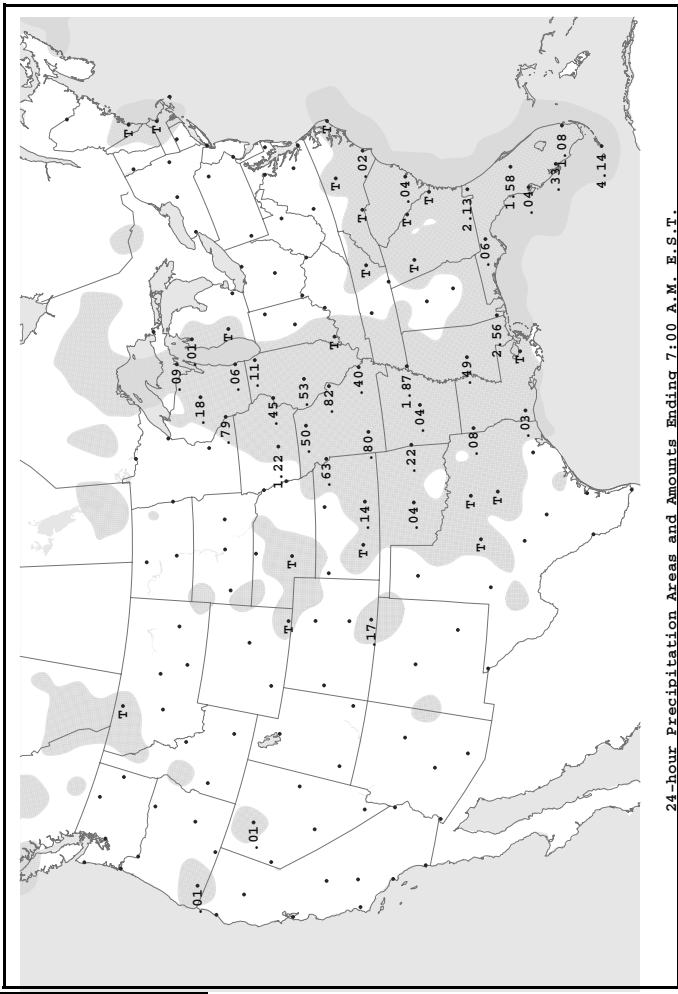 T
T
T
.09
.01
.01
.18
.79
T
.06
.11
.01
.45
1.22
T
T
.53
.50
.63
T
.82
T
T
.40
T
.02
T
.14
T
.80
.17
.04
1.87
T
.22
.04
T
.04
T
2.13
.49
T
.08
T
.06
2.56
T
1.58
T
.03
.04
.33
1.08
4.14
24-hour Precipitation Areas and Amounts Ending 7:00 A.M. E.S.T.